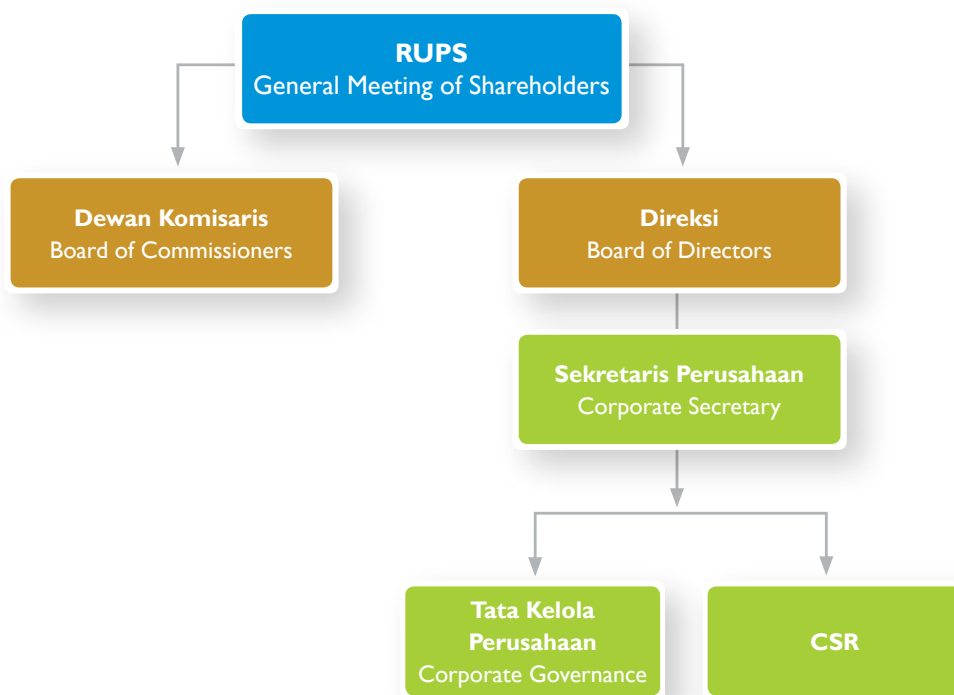 RUPS
General Meeting of Shareholders
Dewan Komisaris
Board of Commissioners
Direksi
Board of Directors
Sekretaris Perusahaan
Corporate Secretary
Tata Kelola
Perusahaan
Corporate Governance
CSR